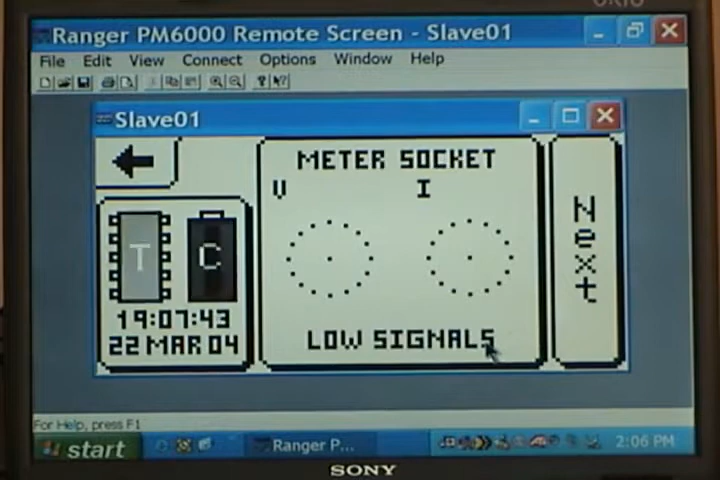 Ranger PM6000 Remote Screen - Slave01
File Edit View Connect Options Window Help
Slave01
METER SOCKET
V I
T C
19:07:43
22 MAR 04
LOW SIGNALS
Next
For Help, press F1
start Ranger P... 2:06 PM
SONY